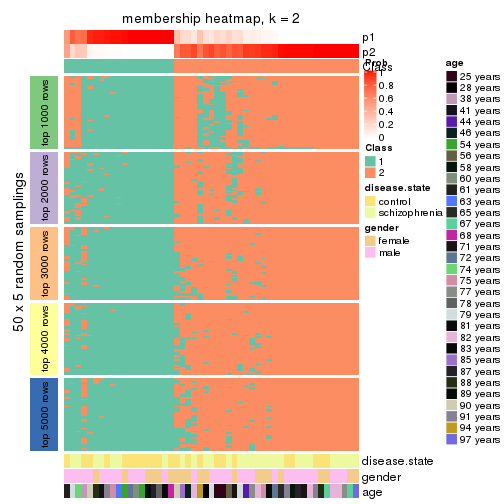 membership heatmap, k = 2
p1
p2
Class
50 x 5 random samplings
top 1000 rows
top 2000 rows
top 3000 rows
top 4000 rows
top 5000 rows
disease.state
gender
age
Prob
1
0.8
0.6
0.4
0.2
0
Class
1
2
disease.state
control
schizophrenia
gender
female
male
age
25 years
28 years
38 years
41 years
44 years
46 years
54 years
56 years
58 years
60 years
61 years
63 years
65 years
67 years
68 years
71 years
72 years
74 years
75 years
77 years
78 years
79 years
81 years
82 years
83 years
85 years
87 years
88 years
89 years
90 years
91 years
94 years
97 years